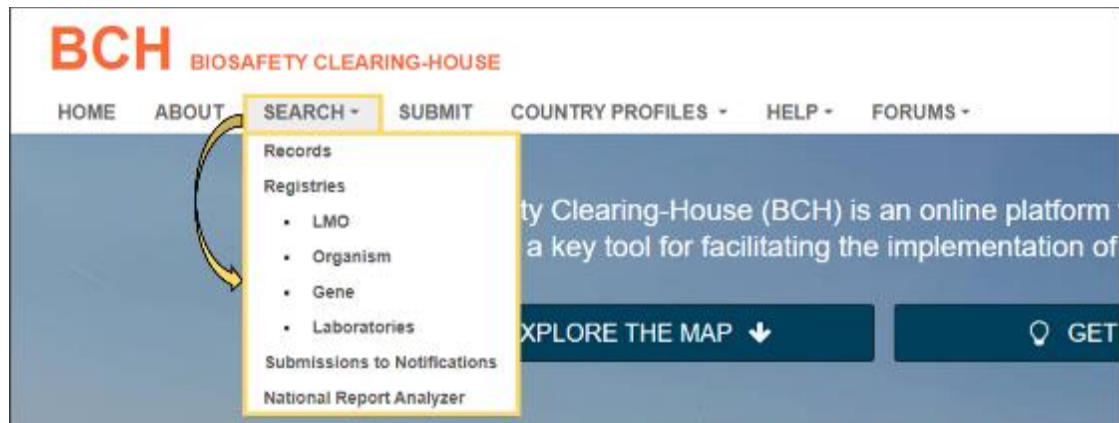 BCH BIOSAFETY CLEARING-HOUSE
HOME ABOUT SEARCH SUBMIT COUNTRY PROFILES HELP FORUMS
Records
Registries
• LMO
• Organism
• Gene
• Laboratories
Submissions to Notifications
National Report Analyzer
ty Clearing-House (BCH) is an online platform
a key tool for facilitating the implementation of
XPLORE THE MAP
GET